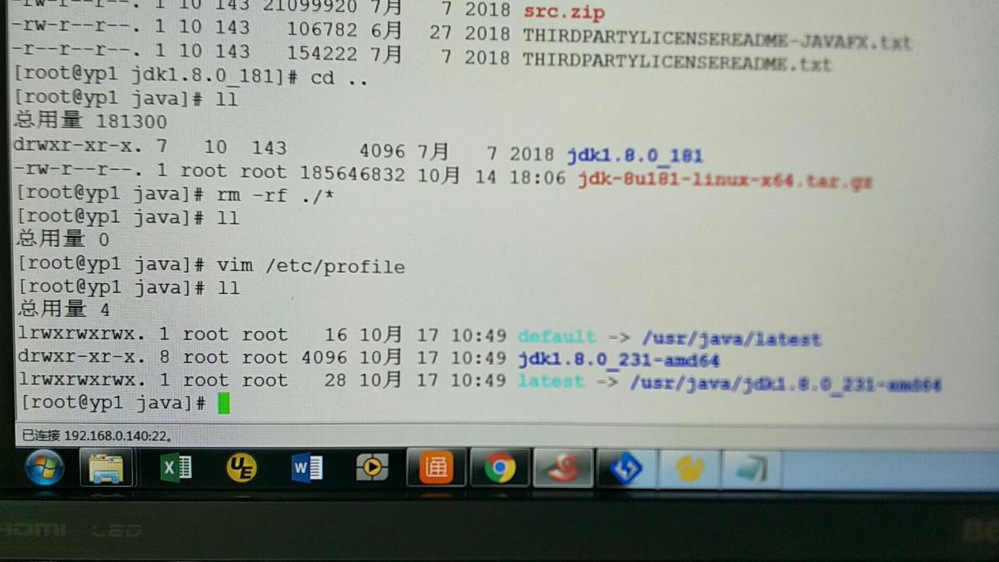 -rw-r--r--. 1 10 143 21099920 7月 7 2018 src.zip
-rw-r--r--. 1 10 143 106782 6月 27 2018 THIRDPARTYLICENSEREADME-JAVAFX.txt
-r--r--r--. 1 10 143 154222 7月 7 2018 THIRDPARTYLICENSEREADME.txt
[root@yp1 jdk1.8.0_181]# cd ..
[root@yp1 java]# ll
总用量 181300
drwxr-xr-x. 7 10 143 4096 7月 7 2018 jdk1.8.0_181
-rw-r--r--. 1 root root 185646832 10月 14 18:06 jdk-8u181-linux-x64.tar.gz
[root@yp1 java]# rm -rf ./*
[root@yp1 java]# ll
总用量 0
[root@yp1 java]# vim /etc/profile
[root@yp1 java]# ll
总用量 4
lrwxrwxrwx. 1 root root 16 10月 17 10:49 default -> /usr/java/latest
drwxr-xr-x. 8 root root 4096 10月 17 10:49 jdk1.8.0_231-amd64
lrwxrwxrwx. 1 root root 28 10月 17 10:49 latest -> /usr/java/jdk1.8.0_231-amd64
[root@yp1 java]#
已连接 192.168.0.140:22。
X UE W 通
HDMI LED